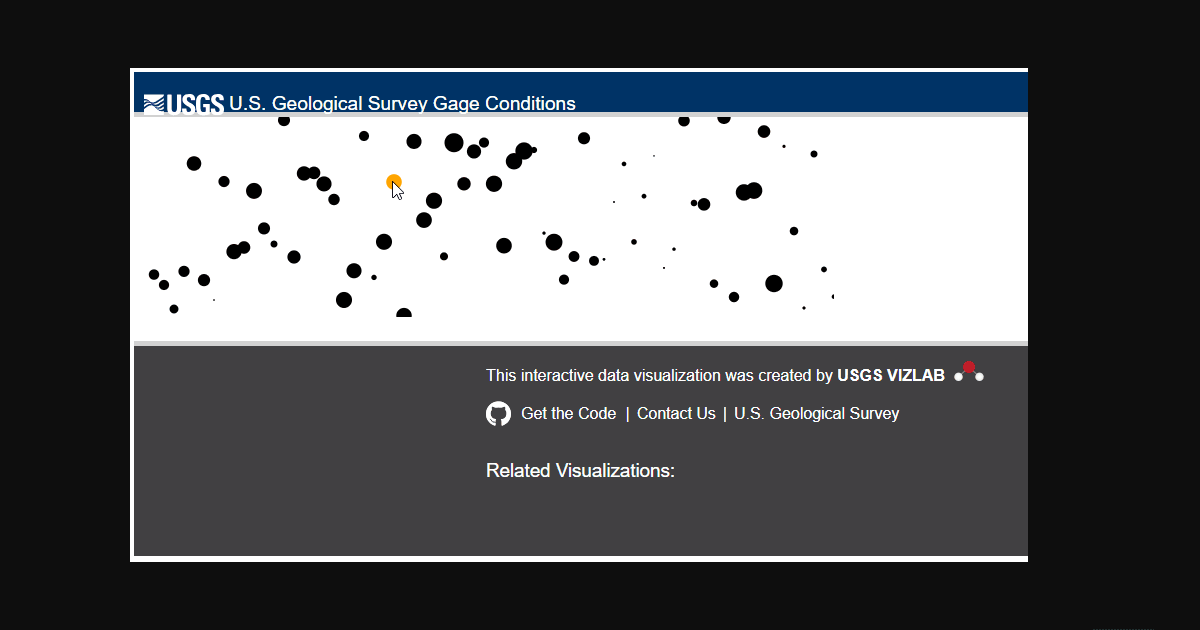 USGS U.S. Geological Survey Gage Conditions
This interactive data visualization was created by USGS VIZLAB
Get the Code | Contact Us | U.S. Geological Survey
Related Visualizations: